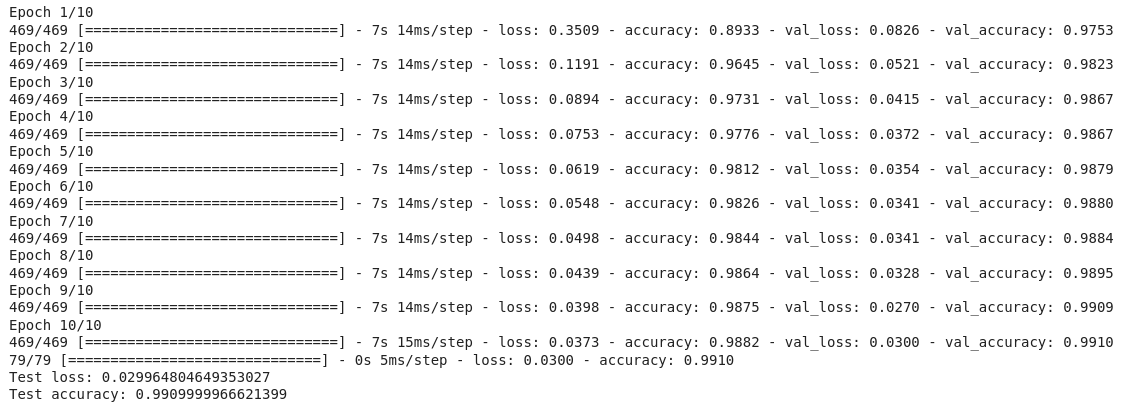 Epoch 1/10
469/469 [==============================] - 7s 14ms/step - loss: 0.3509 - accuracy: 0.8933 - val_loss: 0.0826 - val_accuracy: 0.9753
Epoch 2/10
469/469 [==============================] - 7s 14ms/step - loss: 0.1191 - accuracy: 0.9645 - val_loss: 0.0521 - val_accuracy: 0.9823
Epoch 3/10
469/469 [==============================] - 7s 14ms/step - loss: 0.0894 - accuracy: 0.9731 - val_loss: 0.0415 - val_accuracy: 0.9867
Epoch 4/10
469/469 [==============================] - 7s 14ms/step - loss: 0.0753 - accuracy: 0.9776 - val_loss: 0.0372 - val_accuracy: 0.9867
Epoch 5/10
469/469 [==============================] - 7s 14ms/step - loss: 0.0619 - accuracy: 0.9812 - val_loss: 0.0354 - val_accuracy: 0.9879
Epoch 6/10
469/469 [==============================] - 7s 14ms/step - loss: 0.0548 - accuracy: 0.9826 - val_loss: 0.0341 - val_accuracy: 0.9880
Epoch 7/10
469/469 [==============================] - 7s 14ms/step - loss: 0.0498 - accuracy: 0.9844 - val_loss: 0.0341 - val_accuracy: 0.9884
Epoch 8/10
469/469 [==============================] - 7s 14ms/step - loss: 0.0439 - accuracy: 0.9864 - val_loss: 0.0328 - val_accuracy: 0.9895
Epoch 9/10
469/469 [==============================] - 7s 14ms/step - loss: 0.0398 - accuracy: 0.9875 - val_loss: 0.0270 - val_accuracy: 0.9909
Epoch 10/10
469/469 [==============================] - 7s 15ms/step - loss: 0.0373 - accuracy: 0.9882 - val_loss: 0.0300 - val_accuracy: 0.9910
79/79 [==============================] - 0s 5ms/step - loss: 0.0300 - accuracy: 0.9910
Test loss: 0.029964804649353027
Test accuracy: 0.9909999966621399